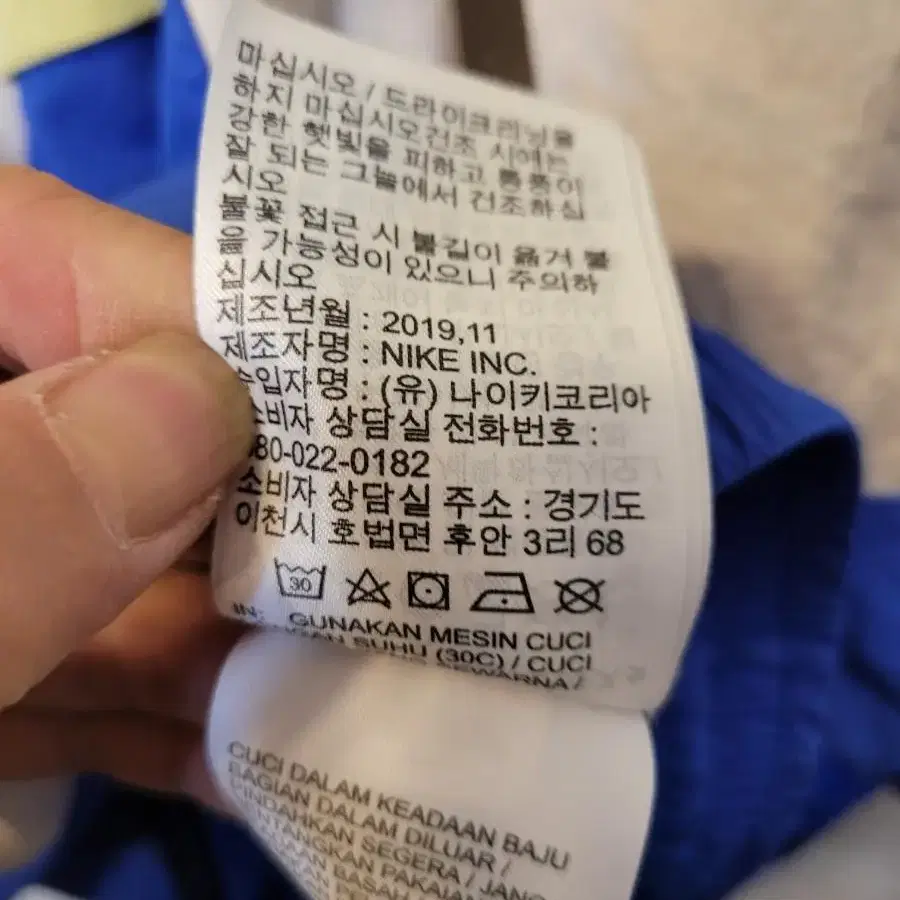 마십시오 / 드라이크리닝을
하지 마십시오건조 시에는
강한 햇빛을 피하고 통풍이
잘 되는 그늘에서 건조하십
시오
불꽃 접근 시 불길이 옮겨 붙
을 가능성이 있으니 주의하
십시오
제조년월 : 2019,11
제조자명 : NIKE INC.
수입자명 : (유) 나이키코리아
소비자 상담실 전화번호 :
080-022-0182
소비자 상담실 주소 : 경기도
이천시 호법면 후안 3리 68
30
IN: GUNAKAN MESIN CUCI
SUHU (30C) / CUCI
CUCI DALAM KEADAAN BAJU
BAGIAN DALAM DILUAR /
PINDAHKAN SEGERA /